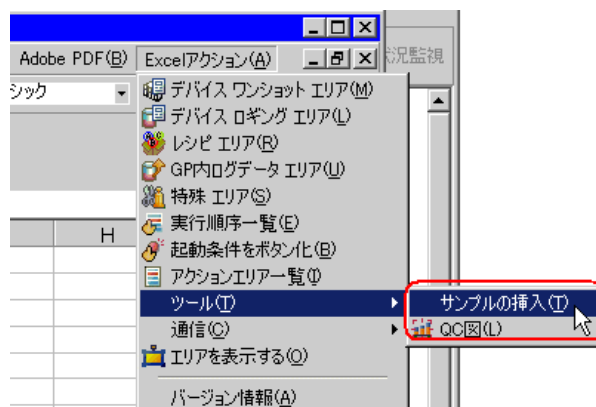 Adobe PDF(B) Excelアクション(A)
況監視
シック
デバイス ワンショット エリア(M)
デバイス ロギング エリア(L)
レシピ エリア(R)
GP内ログデータ エリア(U)
特殊 エリア(S)
実行順序一覧(E)
H
起動条件をボタン化(B)
アクションエリア一覧(I)
ツール(T)
サンプルの挿入(T)
通信(C)
QC図(L)
エリアを表示する(O)
バージョン情報(A)